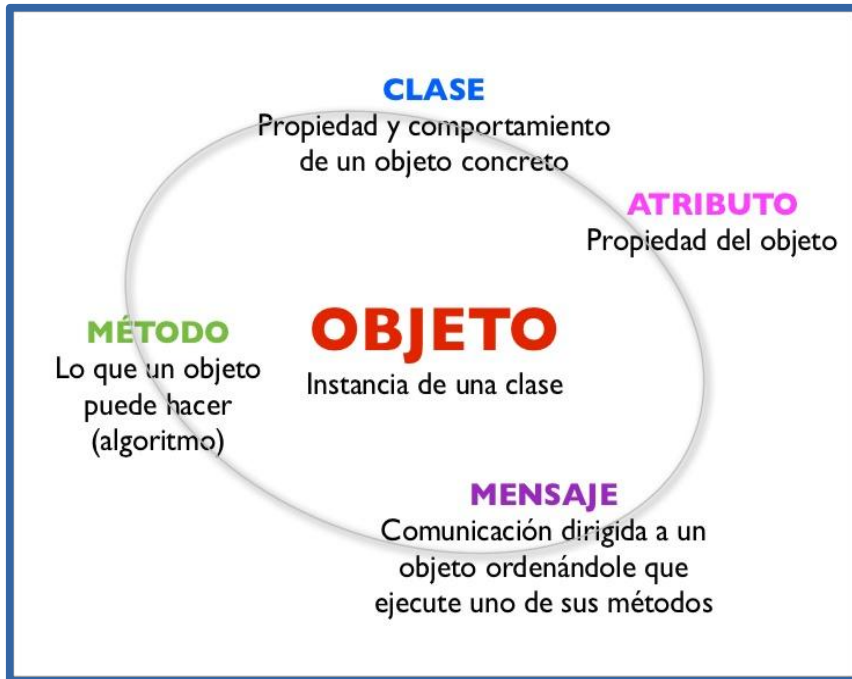 CLASE
Propiedad y comportamiento
de un objeto concreto
ATRIBUTO
Propiedad del objeto
MÉTODO
Lo que un objeto
puede hacer
(algoritmo)
OBJETO
Instancia de una clase
MENSAJE
Comunicación dirigida a un
objeto ordenándole que
ejecute uno de sus métodos